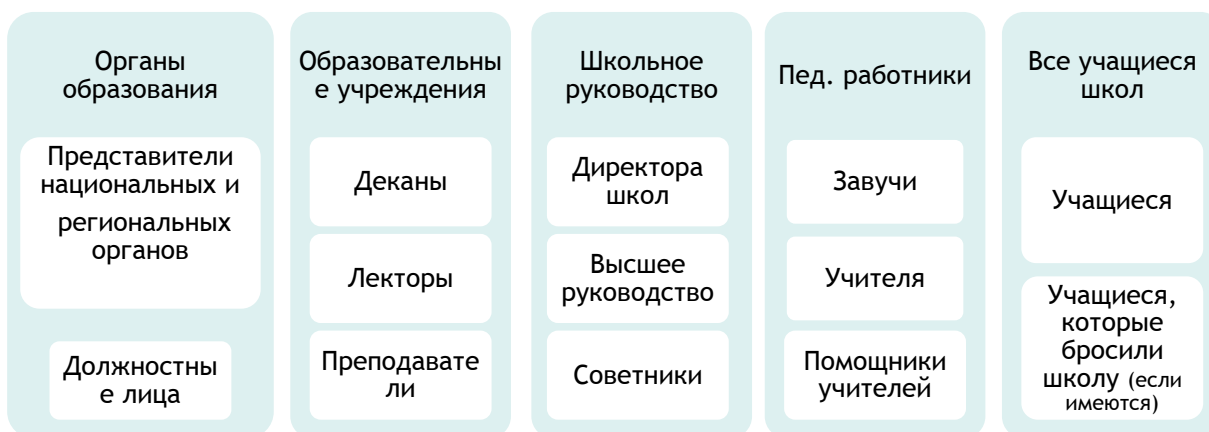 Органы
образования
Представители
национальных и
региональных
органов
Должностны
е лица
Образовательны
е учреждения
Деканы
Лекторы
Преподавате
ли
Школьное
руководство
Директора
школ
Высшее
руководство
Советники
Пед. работники
Завучи
Учителя
Помощники
учителей
Все учащиеся
школ
Учащиеся
Учащиеся,
которые
бросили
школу (если
имеются)